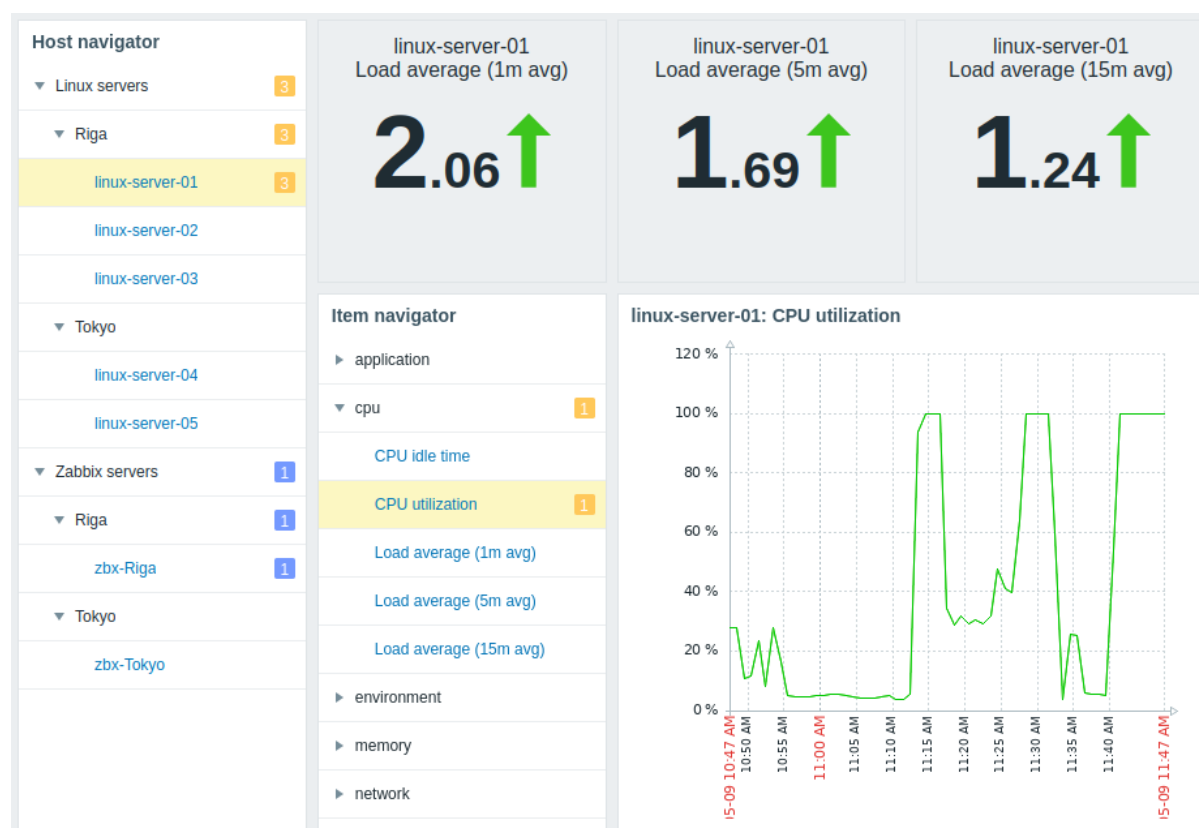 Host navigator
Linux servers 3
Riga 3
linux-server-01 3
linux-server-02
linux-server-03
Tokyo
linux-server-04
linux-server-05
Zabbix servers 1
Riga 1
zbx-Riga 1
Tokyo
zbx-Tokyo
linux-server-01
Load average (1m avg)
2.06
linux-server-01
Load average (5m avg)
1.69
linux-server-01
Load average (15m avg)
1.24
Item navigator
application
cpu 1
CPU idle time
CPU utilization 1
Load average (1m avg)
Load average (5m avg)
Load average (15m avg)
environment
memory
network
linux-server-01: CPU utilization
120 %
100 %
80 %
60 %
40 %
20 %
0 %
05-09 10:47 AM
10:50 AM
10:55 AM
11:00 AM
11:05 AM
11:10 AM
11:15 AM
11:20 AM
11:25 AM
11:30 AM
11:35 AM
11:40 AM
05-09 11:47 AM